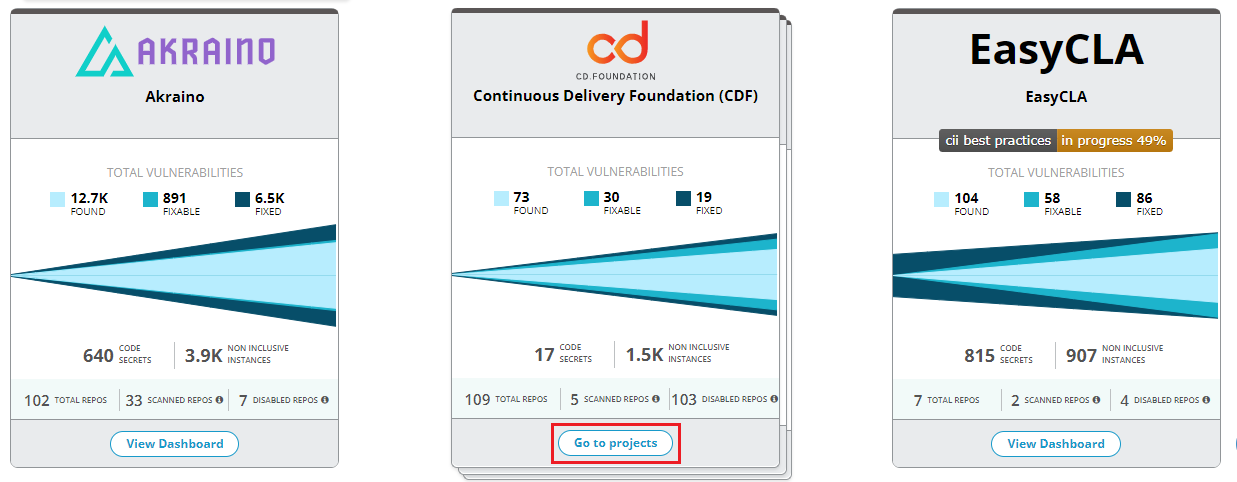 AKRAINO
Akraino
TOTAL VULNERABILITIES
12.7K FOUND
891 FIXABLE
6.5K FIXED
640 CODE SECRETS
3.9K NON INCLUSIVE INSTANCES
102 TOTAL REPOS
33 SCANNED REPOS
7 DISABLED REPOS
View Dashboard
cd
CD.FOUNDATION
Continuous Delivery Foundation (CDF)
TOTAL VULNERABILITIES
73 FOUND
30 FIXABLE
19 FIXED
17 CODE SECRETS
1.5K NON INCLUSIVE INSTANCES
109 TOTAL REPOS
5 SCANNED REPOS
103 DISABLED REPOS
Go to projects
EasyCLA
EasyCLA
cii best practices in progress 49%
TOTAL VULNERABILITIES
104 FOUND
58 FIXABLE
86 FIXED
815 CODE SECRETS
907 NON INCLUSIVE INSTANCES
7 TOTAL REPOS
2 SCANNED REPOS
4 DISABLED REPOS
View Dashboard